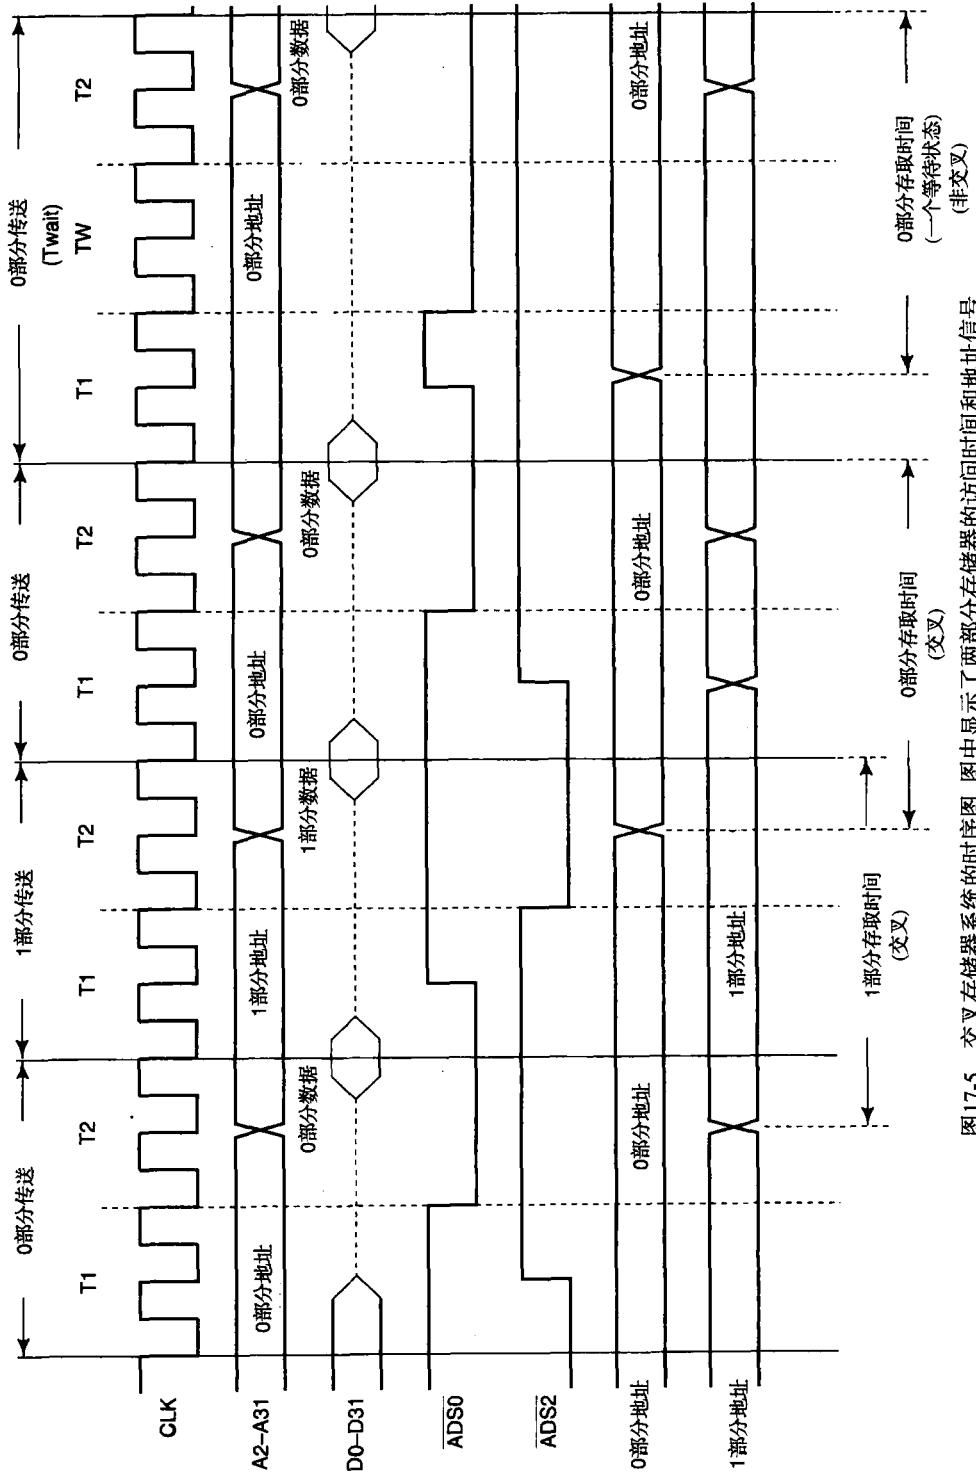 0部分传送
1部分传送
0部分传送
0部分传送
(Twait)
T1
T2
T1
T2
T1
T2
T1
TW
T2
CLK
A2–A31
0部分地址
1部分地址
0部分地址
0部分地址
D0–D31
0部分数据
1部分数据
0部分数据
0部分数据
ADS0
ADS2
0部分地址
0部分地址
0部分地址
0部分地址
1部分地址
1部分地址
1部分存取时间
(交叉)
0部分存取时间
(交叉)
0部分存取时间
(一个等待状态)
(非交叉)
图17-5 交叉存储器系统的时序图 图中显示了两部分存储器的访问时间和地址信号